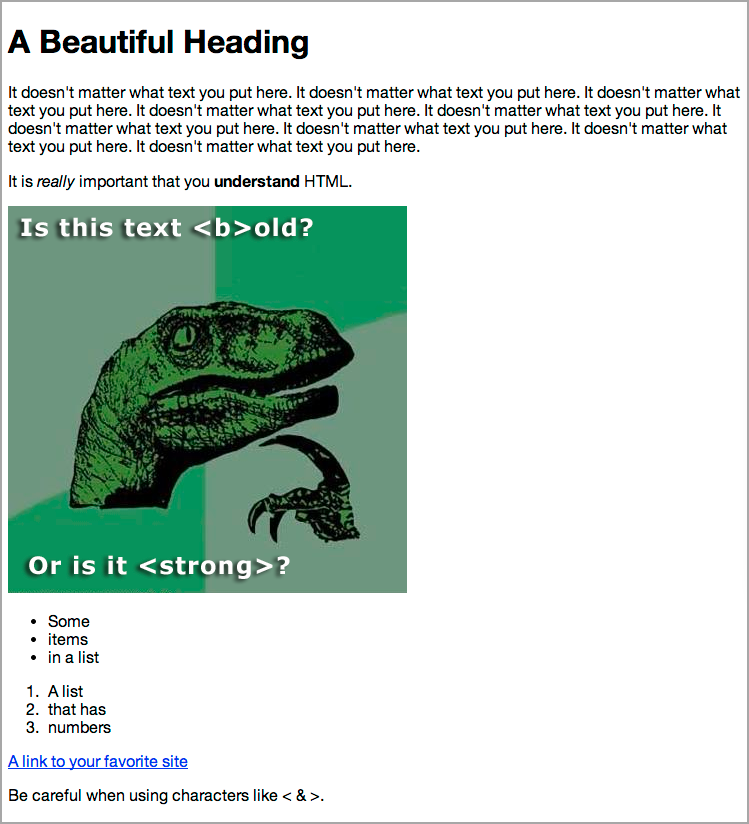 A Beautiful Heading
It doesn't matter what text you put here. It doesn't matter what text you put here. It doesn't matter what
text you put here. It doesn't matter what text you put here. It doesn't matter what text you put here. It
doesn't matter what text you put here. It doesn't matter what text you put here. It doesn't matter what
text you put here. It doesn't matter what text you put here.
It is really important that you understand HTML.
Is this text <b>old?
Or is it <strong>?
• Some
• items
• in a list
1. A list
2. that has
3. numbers
A link to your favorite site
Be careful when using characters like < & >.